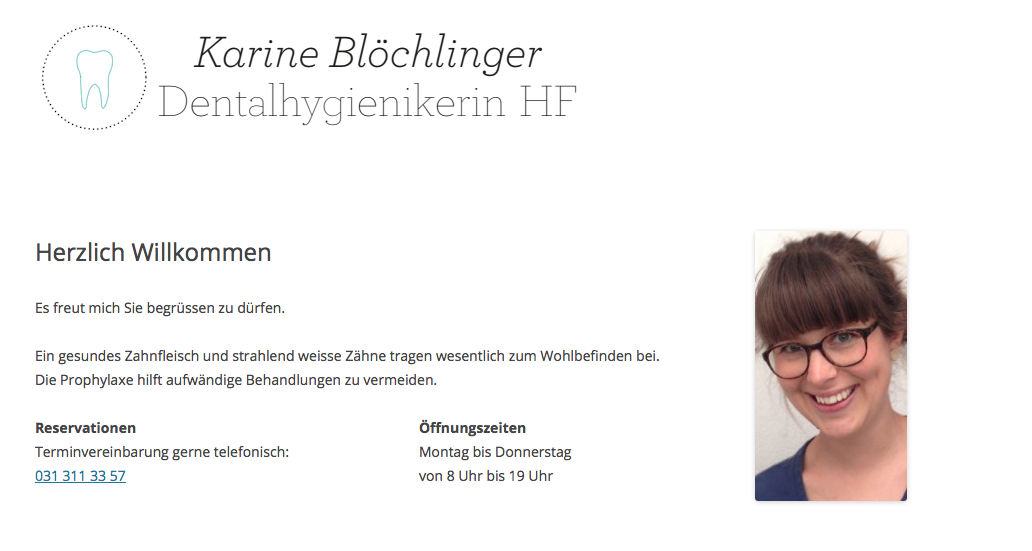 Karine Blöchlinger
Dentalhygienikerin HF
Herzlich Willkommen
Es freut mich Sie begrüssen zu dürfen.
Ein gesundes Zahnfleisch und strahlend weisse Zähne tragen wesentlich zum Wohlbefinden bei.
Die Prophylaxe hilft aufwändige Behandlungen zu vermeiden.
Reservationen
Terminvereinbarung gerne telefonisch:
031 311 33 57
Öffnungszeiten
Montag bis Donnerstag
von 8 Uhr bis 19 Uhr